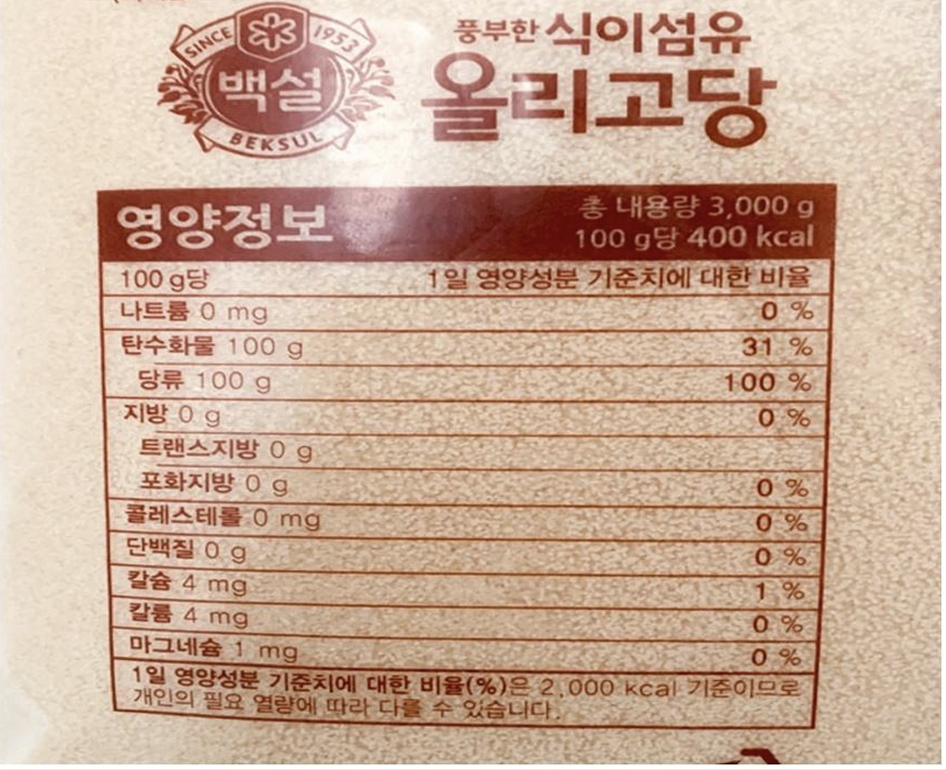 SINCE 1953
백설
BEKSUL
풍부한 식이섬유
올리고당
영양정보
총 내용량 3,000 g
100 g당 400 kcal
100 g당 1일 영양성분 기준치에 대한 비율
나트륨 0 mg 0 %
탄수화물 100 g 31 %
당류 100 g 100 %
지방 0 g 0 %
트랜스지방 0 g
포화지방 0 g 0 %
콜레스테롤 0 mg 0 %
단백질 0 g 0 %
칼슘 4 mg 1 %
칼륨 4 mg 0 %
마그네슘 1 mg 0 %
1일 영양성분 기준치에 대한 비율(%)은 2,000 kcal 기준이므로
개인의 필요 열량에 따라 다를 수 있습니다.